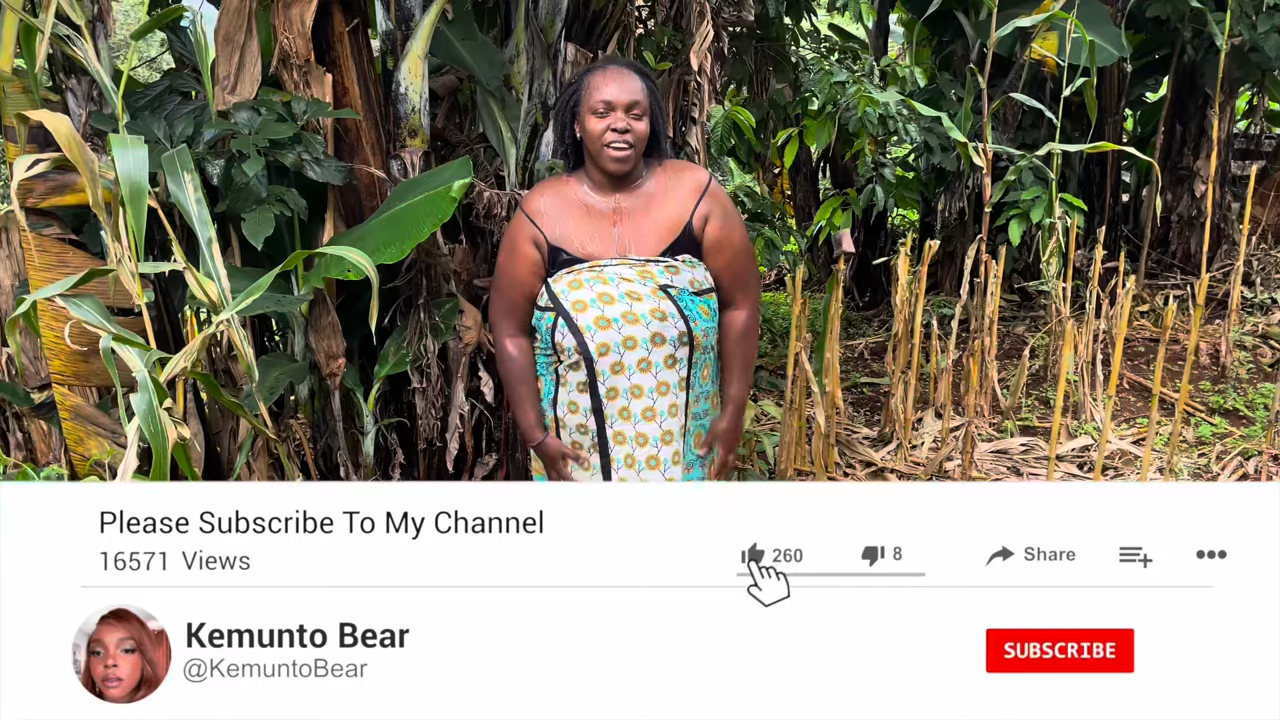 Please Subscribe To My Channel
16571 Views
260
8
Share
Kemunto Bear
@KemuntoBear
SUBSCRIBE